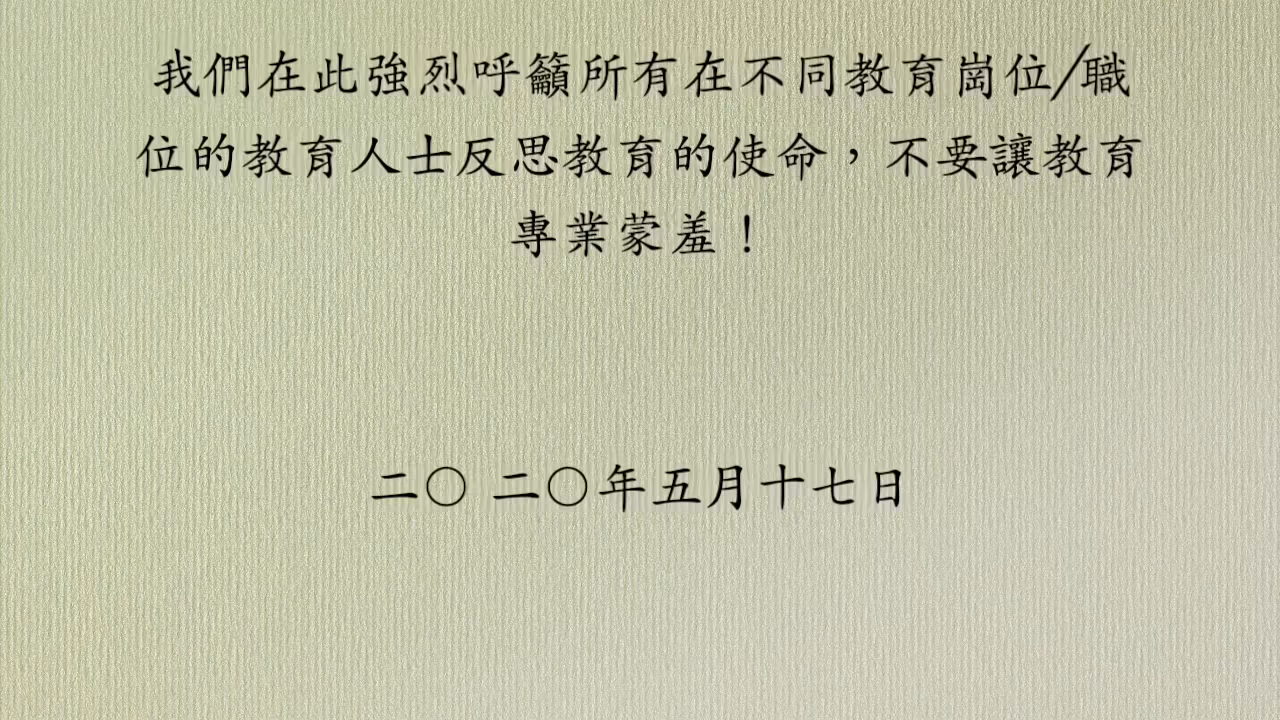 我們在此強烈呼籲所有在不同教育崗位/職
位的教育人士反思教育的使命，不要讓教育
專業蒙羞！
二〇 二〇年五月十七日